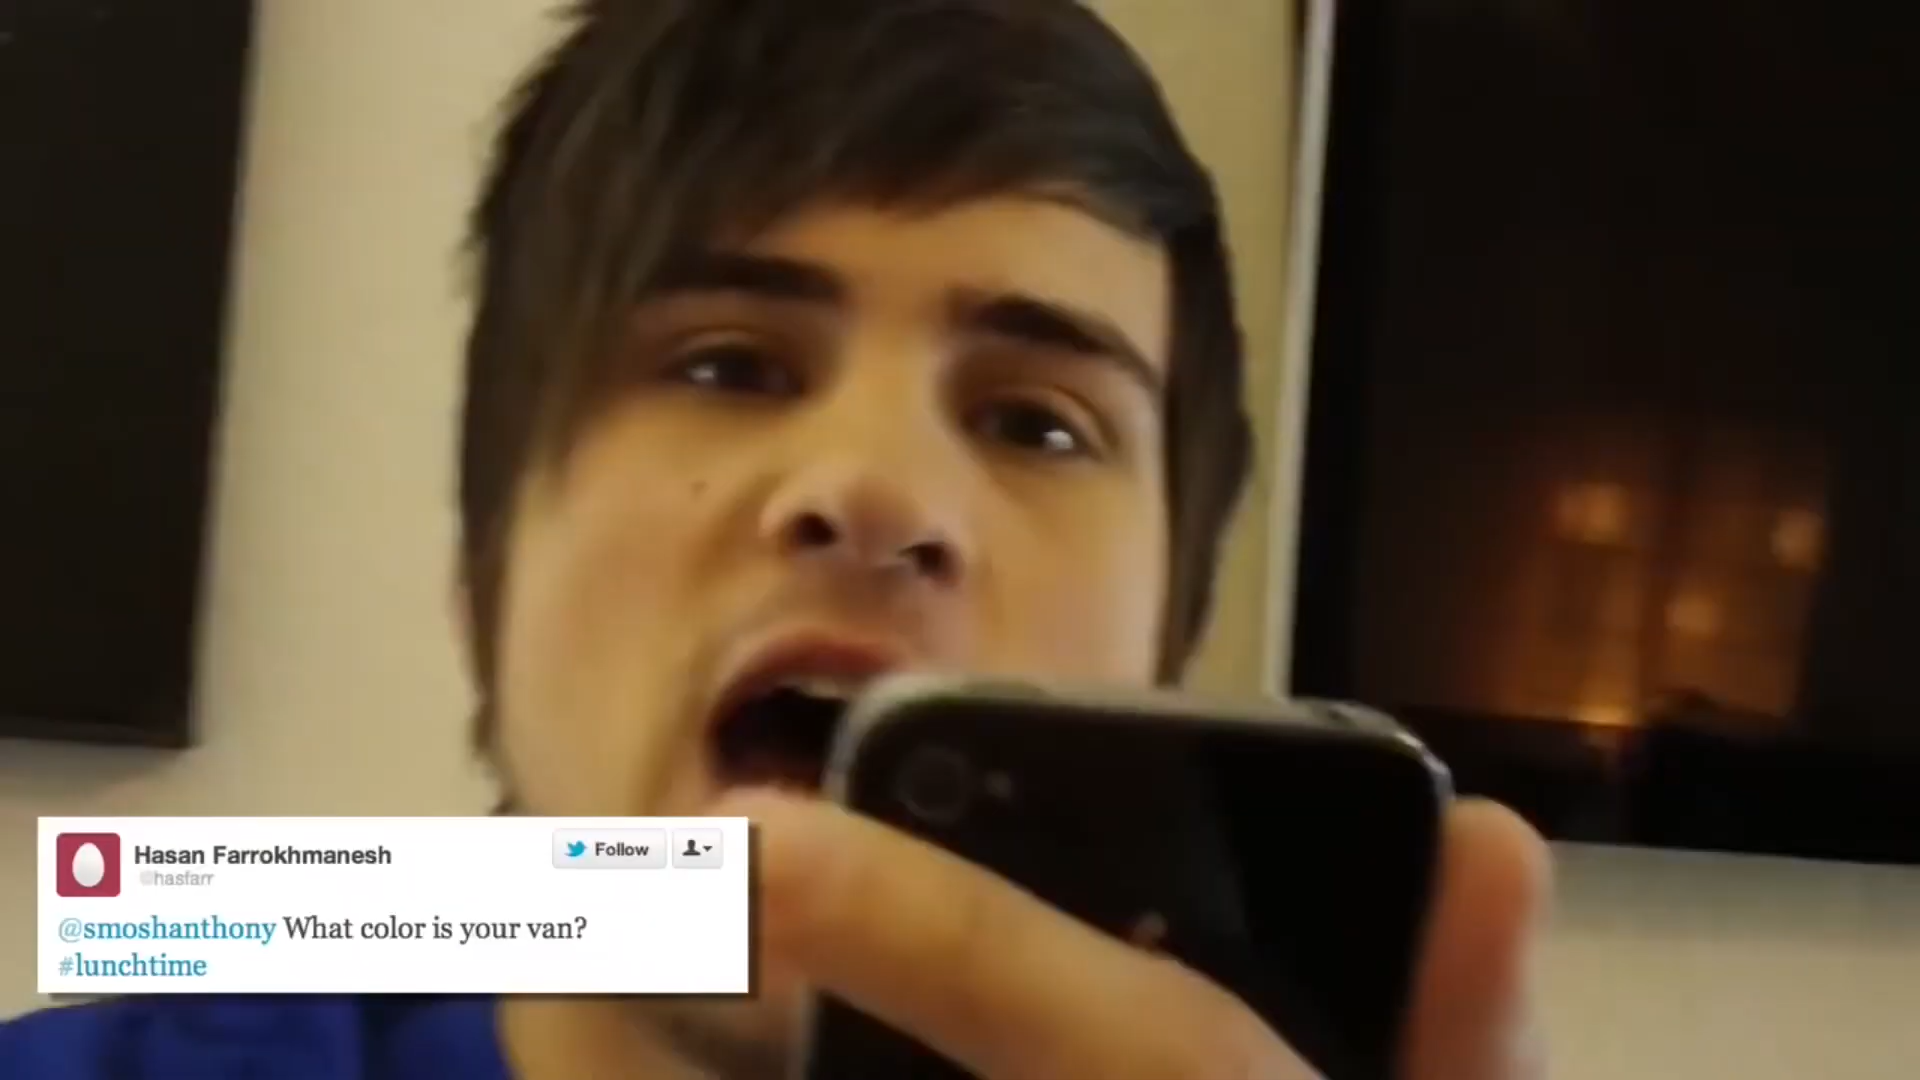 Hasan Farrokhmanesh
Follow
@hasfarr
@smoshanthony What color is your van?
#lunchtime